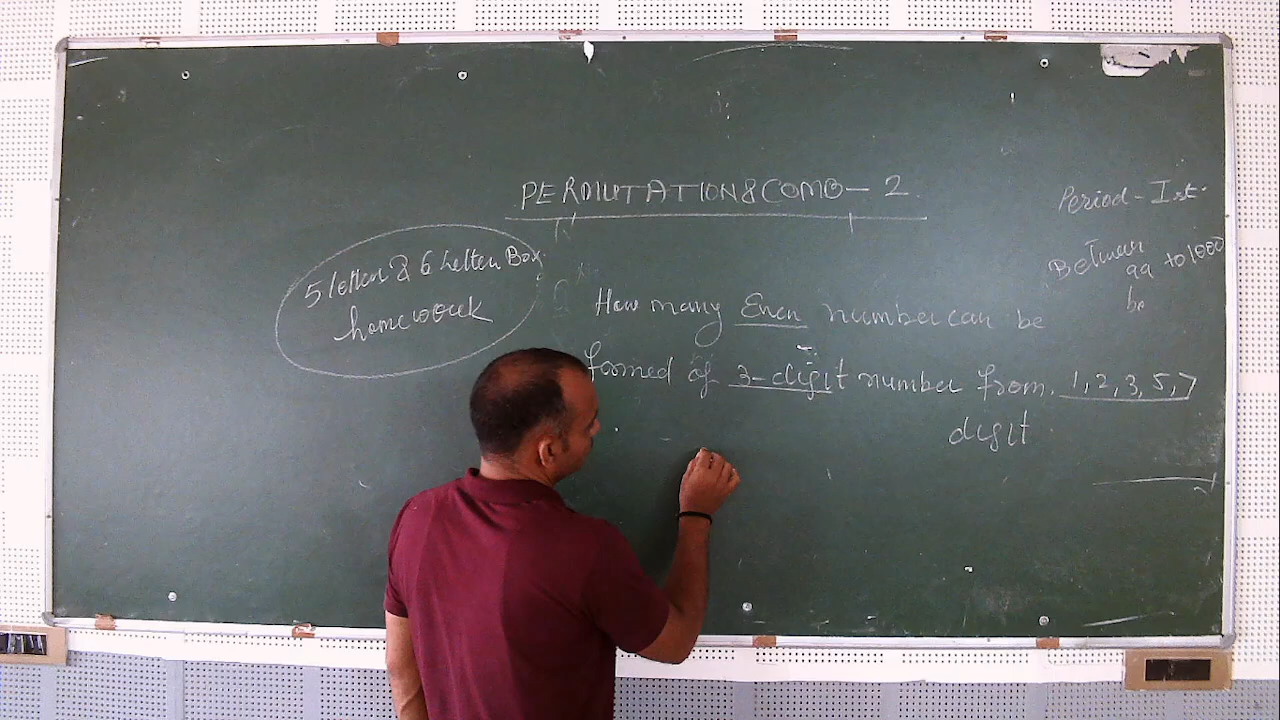 PERMUTATION & COMB - 2
Period - Ist
5 letter & 6 letter Box
homework
Between
99 to 1000
How many Even number can be
formed of 3-digit number from 1, 2, 3, 5, 7
digit